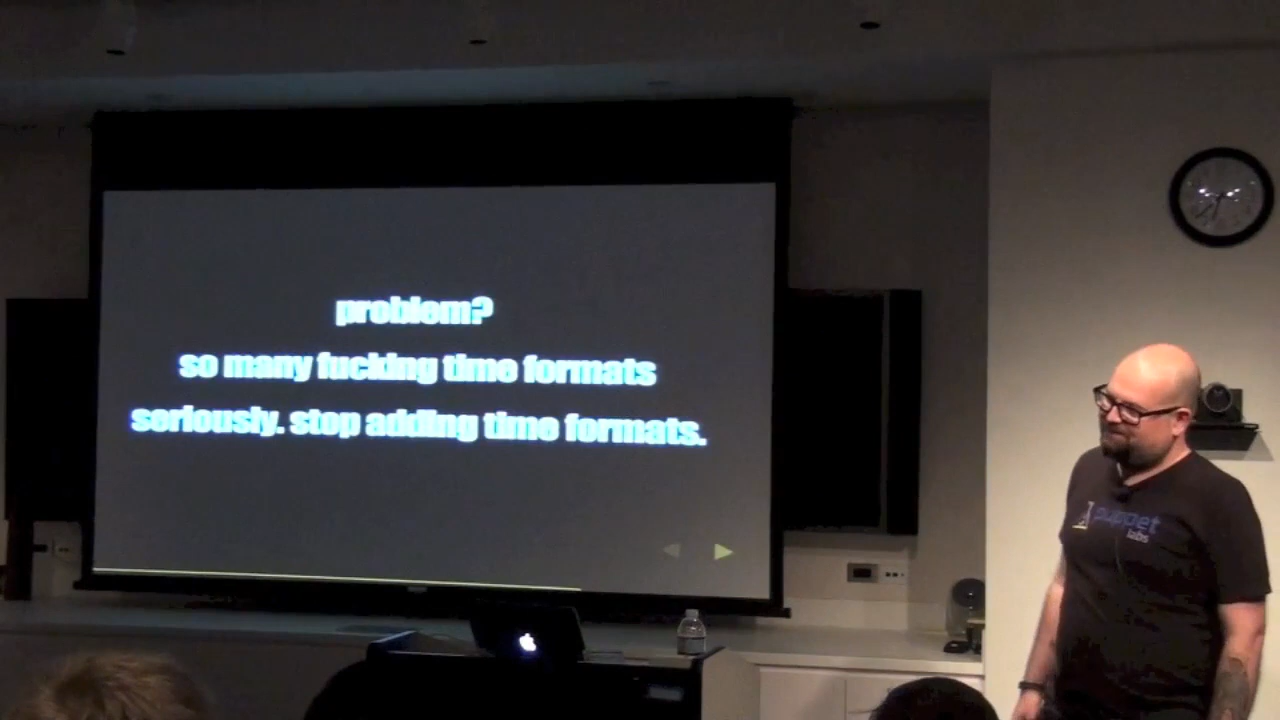 problem?
so many fucking time formats
seriously. stop adding time formats.
puppet
labs